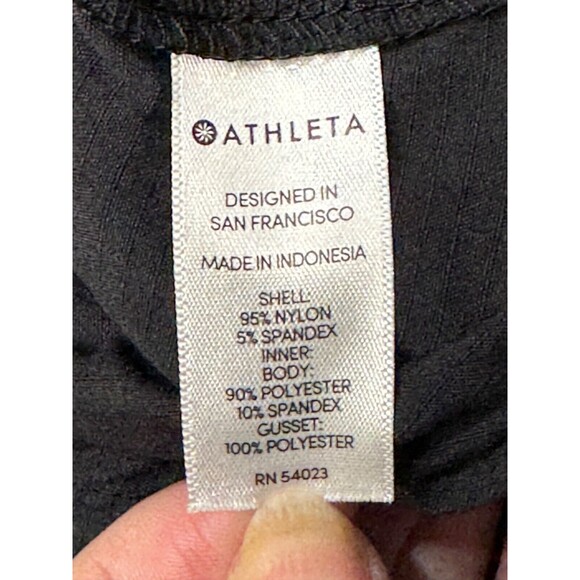 ATHLETA
DESIGNED IN
SAN FRANCISCO
MADE IN INDONESIA
SHELL:
95% NYLON
5% SPANDEX
INNER:
BODY:
90% POLYESTER
10% SPANDEX
GUSSET:
100% POLYESTER
RN 54023